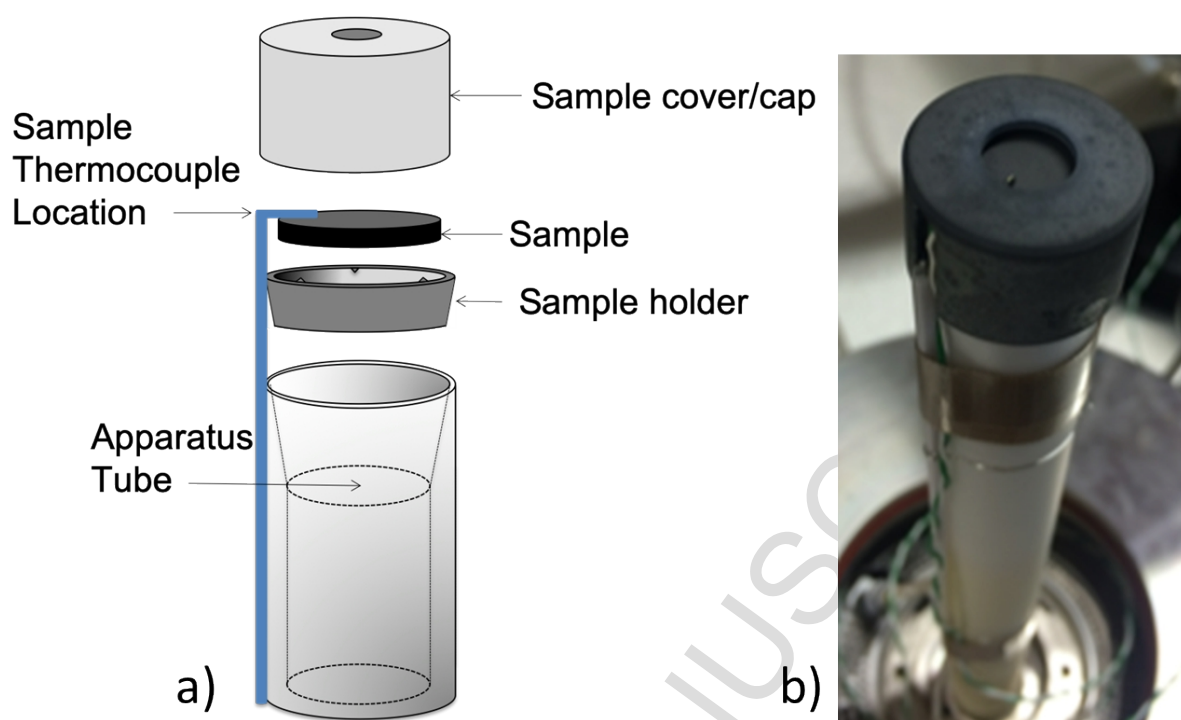 Sample cover/cap
Sample
Thermocouple
Location
Sample
Sample holder
Apparatus
Tube
a)
b)